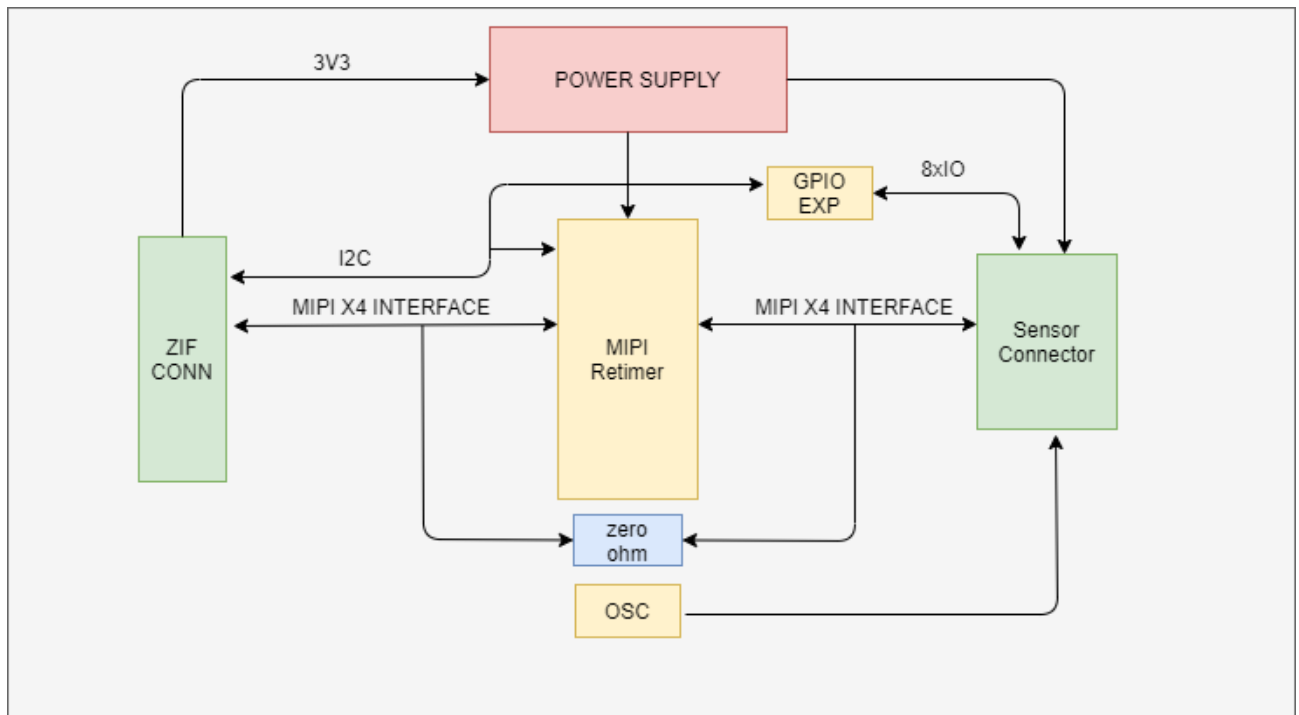 3V3
POWER SUPPLY
GPIO
EXP
8xIO
I2C
MIPI X4 INTERFACE
MIPI X4 INTERFACE
ZIF
CONN
MIPI
Retimer
Sensor
Connector
zero
ohm
OSC